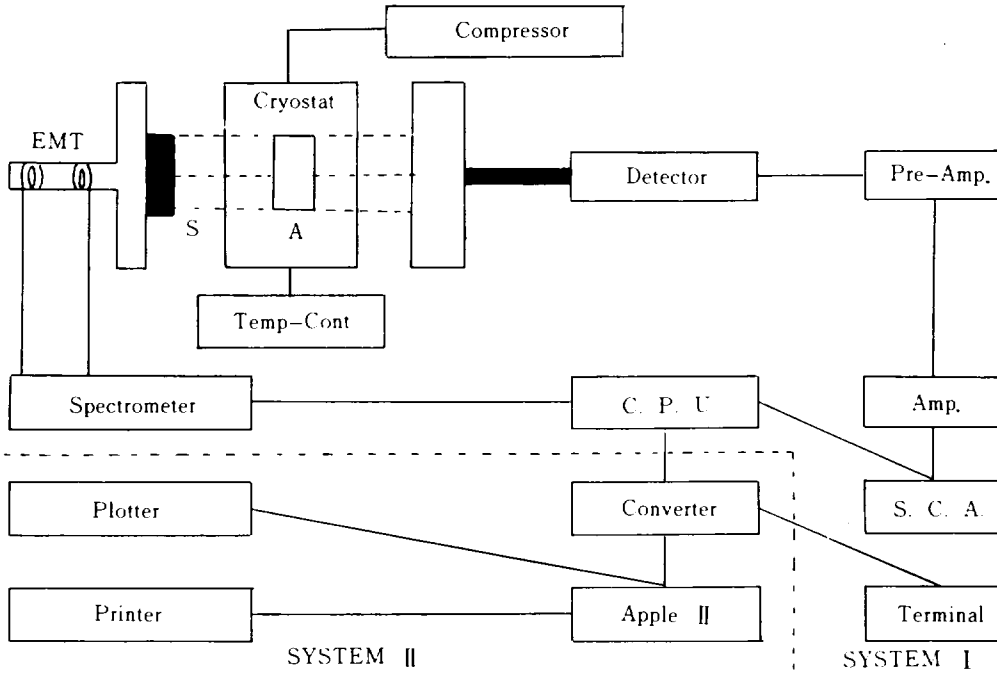 Compressor
Cryostat
EMT
Detector
Pre-Amp.
S
A
Temp-Cont
Spectrometer
C. P. U
Amp.
Plotter
Converter
S. C. A.
Printer
Apple II
Terminal
SYSTEM II
SYSTEM I